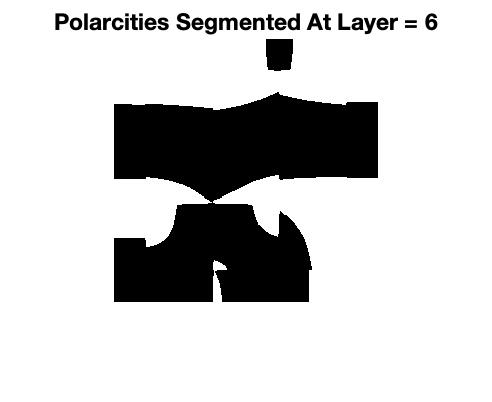 Polarcities Segmented At Layer = 6